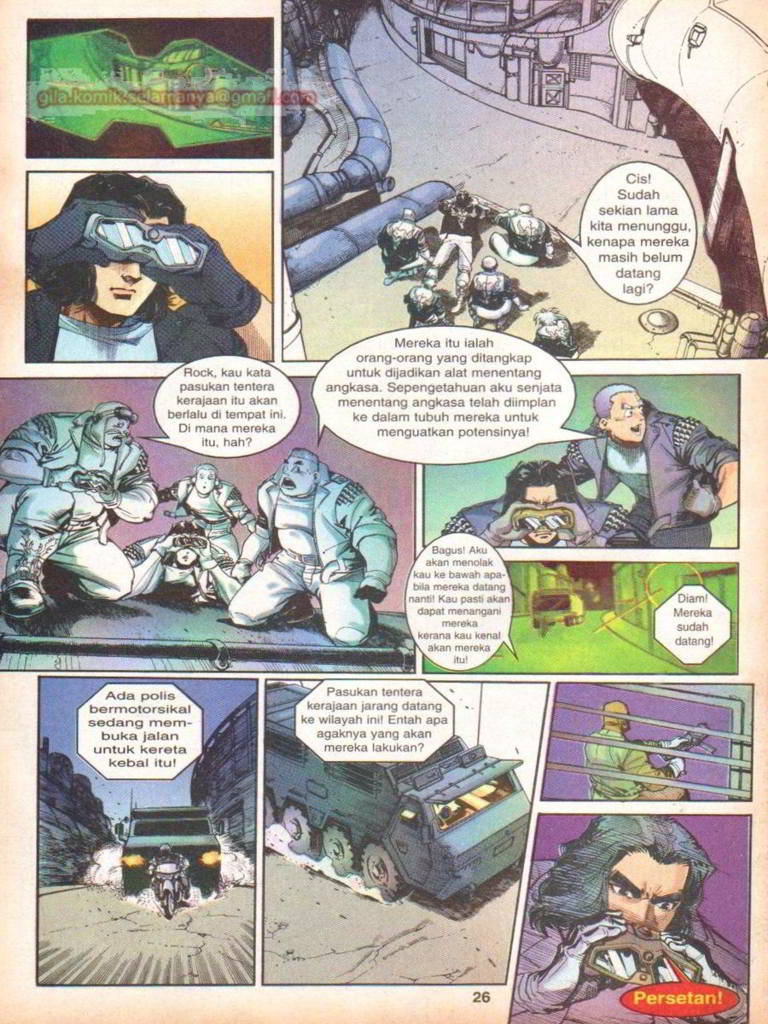 gila.komik.selamanya@gmail.com
Cis!
Sudah
sekian lama
kita menunggu,
kenapa mereka
masih belum
datang
lagi?
Rock, kau kata
pasukan tentera
kerajaan itu akan
berlalu di tempat ini.
Di mana mereka
itu, hah?
Mereka itu ialah
orang-orang yang ditangkap
untuk dijadikan alat menentang
angkasa. Sepengetahuan aku senjata
menentang angkasa telah diimplan
ke dalam tubuh mereka untuk
menguatkan potensinya!
Bagus! Aku
akan menolak
kau ke bawah apa-
bila mereka datang
nanti! Kau pasti akan
dapat menangani
mereka
kerana kau kenal
akan mereka
itu!
Diam!
Mereka
sudah
datang!
Ada polis
bermotorsikal
sedang mem-
buka jalan
untuk kereta
kebal itu!
Pasukan tentera
kerajaan jarang datang
ke wilayah ini! Entah apa
agaknya yang akan
mereka lakukan?
Persetan!
26